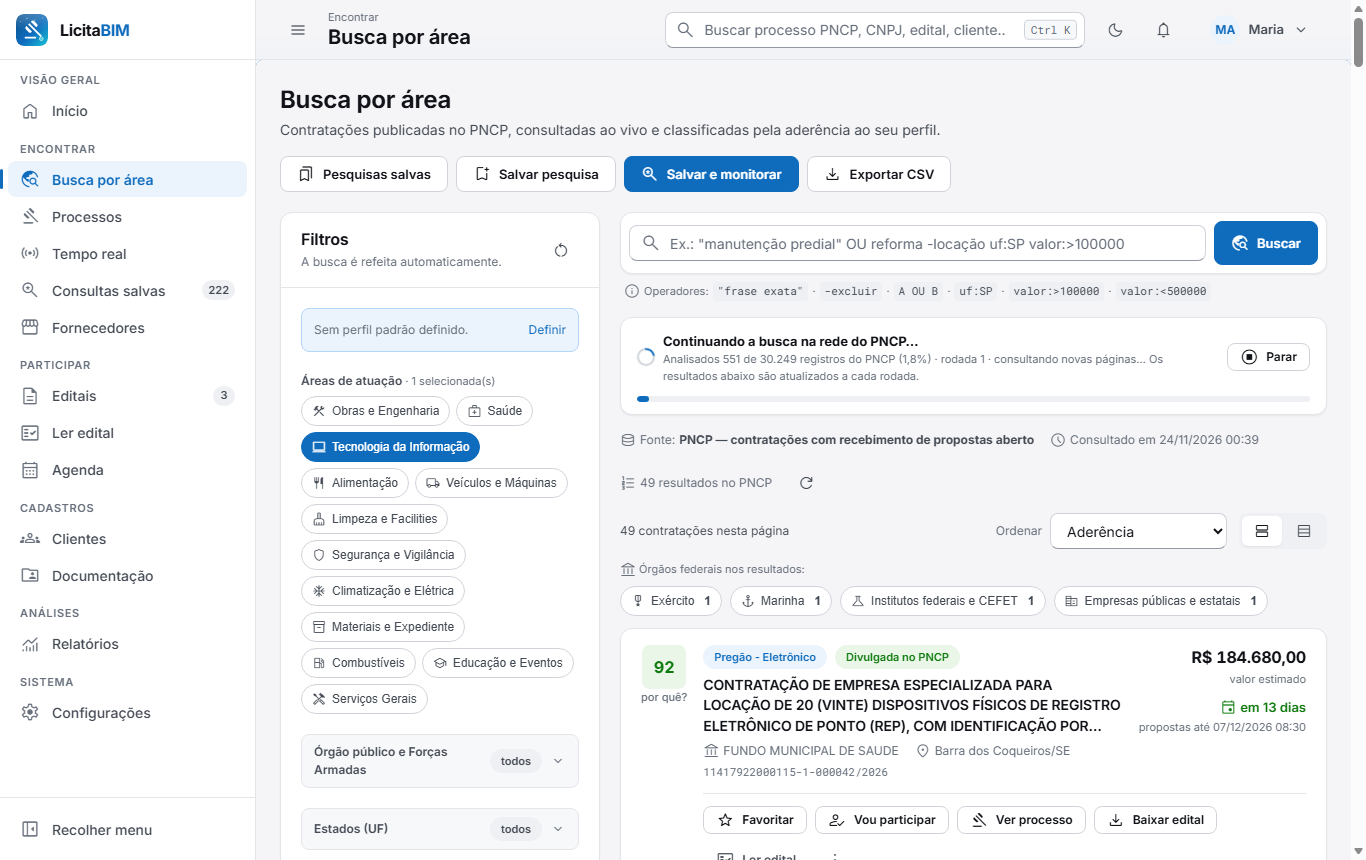 LicitaBIM
VISÃO GERAL
Início
ENCONTRAR
Busca por área
Processos
Tempo real
Consultas salvas 222
Fornecedores
PARTICIPAR
Editais 3
Ler edital
Agenda
CADASTROS
Clientes
Documentação
ANÁLISES
Relatórios
SISTEMA
Configurações
Recolher menu
Encontrar
Busca por área
Buscar processo PNCP, CNPJ, edital, cliente.. Ctrl K
MA Maria
Busca por área
Contratações publicadas no PNCP, consultadas ao vivo e classificadas pela aderência ao seu perfil.
Pesquisas salvas Salvar pesquisa Salvar e monitorar Exportar CSV
Filtros
A busca é refeita automaticamente.
Sem perfil padrão definido. Definir
Áreas de atuação · 1 selecionada(s)
Obras e Engenharia Saúde
Tecnologia da Informação
Alimentação Veículos e Máquinas
Limpeza e Facilities
Segurança e Vigilância
Climatização e Elétrica
Materiais e Expediente
Combustíveis Educação e Eventos
Serviços Gerais
Órgão público e Forças
Armadas todos
Estados (UF) todos
Ex.: "manutenção predial" OU reforma -locação uf:SP valor:>100000 Buscar
Operadores: "frase exata" · -excluir · A OU B · uf:SP · valor:>100000 · valor:<500000
Continuando a busca na rede do PNCP...
Analisados 551 de 30.249 registros do PNCP (1,8%) · rodada 1 · consultando novas páginas... Os
resultados abaixo são atualizados a cada rodada.
Parar
Fonte: PNCP — contratações com recebimento de propostas aberto Consultado em 24/11/2026 00:39
49 resultados no PNCP
49 contratações nesta página Ordenar Aderência
Órgãos federais nos resultados:
Exército 1 Marinha 1 Institutos federais e CEFET 1 Empresas públicas e estatais 1
92
por quê?
Pregão - Eletrônico Divulgada no PNCP
CONTRATAÇÃO DE EMPRESA ESPECIALIZADA PARA
LOCAÇÃO DE 20 (VINTE) DISPOSITIVOS FÍSICOS DE REGISTRO
ELETRÔNICO DE PONTO (REP), COM IDENTIFICAÇÃO POR...
FUNDO MUNICIPAL DE SAUDE Barra dos Coqueiros/SE
11417922000115-1-000042/2026
R$ 184.680,00
valor estimado
em 13 dias
propostas até 07/12/2026 08:30
Favoritar Vou participar Ver processo Baixar edital
Ler edital